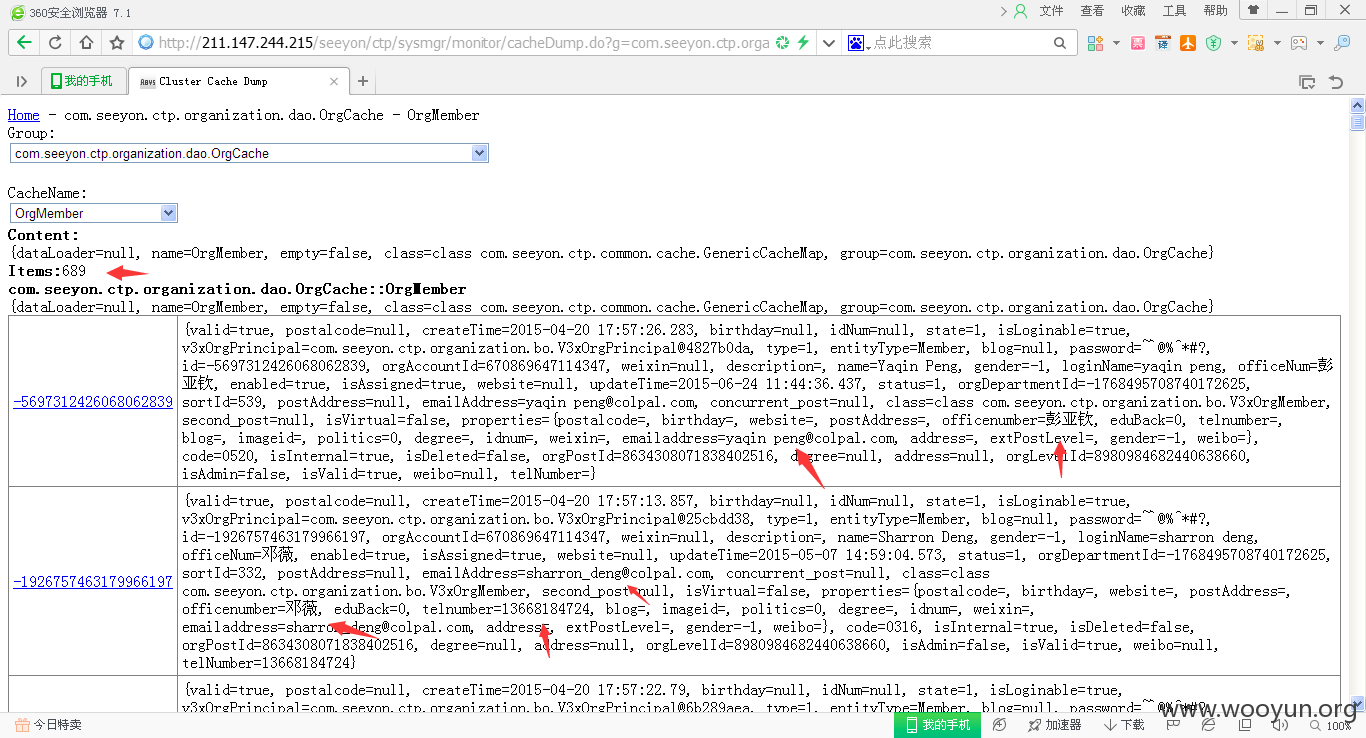 360安全浏览器 7.1
文件 查看 收藏 工具 帮助
http://211.147.244.215/seeyon/ctp/sysmgr/monitor/cacheDump.do?g=com.seeyon.ctp.orga
点此搜索
我的手机
Cluster Cache Dump
Home - com.seeyon.ctp.organization.dao.OrgCache - OrgMember
Group:
com.seeyon.ctp.organization.dao.OrgCache
CacheName:
OrgMember
Content:
{dataLoader=null, name=OrgMember, empty=false, class=class com.seeyon.ctp.common.cache.GenericCacheMap, group=com.seeyon.ctp.organization.dao.OrgCache}
Items:689
com.seeyon.ctp.organization.dao.OrgCache::OrgMember
{dataLoader=null, name=OrgMember, empty=false, class=class com.seeyon.ctp.common.cache.GenericCacheMap, group=com.seeyon.ctp.organization.dao.OrgCache}
-5697312426068062839
{valid=true, postalcode=null, createTime=2015-04-20 17:57:26.283, birthday=null, idNum=null, state=1, isLoginable=true,
v3xOrgPrincipal=com.seeyon.ctp.organization.bo.V3xOrgPrincipal@4827b0da, type=1, entityType=Member, blog=null, password=~`@%^*#?,
id=-5697312426068062839, orgAccountId=670869647114347, weixin=null, description=, name=Yaqin Peng, gender=-1, loginName=yaqin peng, officeNum=彭
亚钦, enabled=true, isAssigned=true, website=null, updateTime=2015-06-24 11:44:36.437, status=1, orgDepartmentId=-1768495708740172625,
sortId=539, postAddress=null, emailAddress=yaqin peng@colpal.com, concurrent_post=null, class=class com.seeyon.ctp.organization.bo.V3xOrgMember,
second_post=null, isVirtual=false, properties={postalcode=, birthday=, website=, postAddress=, officenumber=彭亚钦, eduBack=0, telnumber=,
blog=, imageid=, politics=0, degree=, idnum=, weixin=, emailaddress=yaqin peng@colpal.com, address=, extPostLevel=, gender=-1, weibo=},
code=0520, isInternal=true, isDeleted=false, orgPostId=8634308071838402516, degree=null, address=null, orgLevelId=8980984682440638660,
isAdmin=false, isValid=true, weibo=null, telNumber=}
-1926757463179966197
{valid=true, postalcode=null, createTime=2015-04-20 17:57:13.857, birthday=null, idNum=null, state=1, isLoginable=true,
v3xOrgPrincipal=com.seeyon.ctp.organization.bo.V3xOrgPrincipal@25cbdd38, type=1, entityType=Member, blog=null, password=~`@%^*#?,
id=-1926757463179966197, orgAccountId=670869647114347, weixin=null, description=, name=Sharron Deng, gender=-1, loginName=sharron deng,
officeNum=邓薇, enabled=true, isAssigned=true, website=null, updateTime=2015-05-07 14:59:04.573, status=1, orgDepartmentId=-1768495708740172625,
sortId=332, postAddress=null, emailAddress=sharron_deng@colpal.com, concurrent_post=null, class=class
com.seeyon.ctp.organization.bo.V3xOrgMember, second_post=null, isVirtual=false, properties={postalcode=, birthday=, website=, postAddress=,
officenumber=邓薇, eduBack=0, telnumber=13668184724, blog=, imageid=, politics=0, degree=, idnum=, weixin=,
emailaddress=sharron_deng@colpal.com, address=, extPostLevel=, gender=-1, weibo=}, code=0316, isInternal=true, isDeleted=false,
orgPostId=8634308071838402516, degree=null, address=null, orgLevelId=8980984682440638660, isAdmin=false, isValid=true, weibo=null,
telNumber=13668184724}
{valid=true, postalcode=null, createTime=2015-04-20 17:57:22.79, birthday=null, idNum=null, state=1, isLoginable=true,
v3xOrgPrincipal=com.seeyon.ctp.organization.bo.V3xOrgPrincipal@6b289aea, type=1, entityType=Member, blog=null, password=~`@%^*#?,
www.wooyun.org
今日特卖
我的手机
加速器
下载
100%